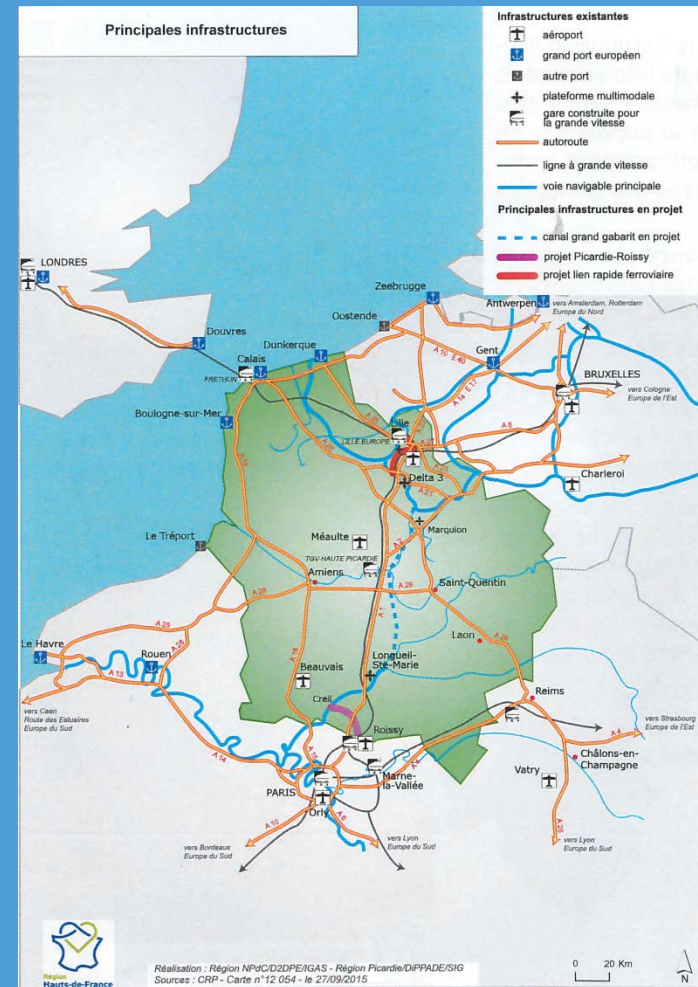 Principales infrastructures
Infrastructures existantes
aéroport
grand port européen
autre port
plateforme multimodale
gare construite pour
la grande vitesse
autoroute
ligne à grande vitesse
voie navigable principale
Principales infrastructures en projet
canal grand gabarit en projet
projet Picardie-Roissy
projet lien rapide ferroviaire
LONDRES
Zeebrugge
Antwerpen
vers Amsterdam, Rotterdam
Europe du Nord
Oostende
Douvres
Dunkerque
Calais
FRETHUN
A 10 E 40
Gent
A 14 E 17
BRUXELLES
vers Cologne
Europe de l'Est
Boulogne-sur-Mer
A 25
Lille
LILLE EUROPE
A 27
A 8
A 26
A 23
Delta 3
A 21
Charleroi
A 16
Marquion
Le Tréport
Méaulte
A 2
TGV-HAUTE PICARDIE
Amiens
A 29
Saint-Quentin
A 29
A 1
Le Havre
A 29
A 28
Rouen
Laon
A 26
A 13
A 16
Beauvais
Longueil-
Ste-Marie
Creil
Reims
vers Caen
Route des Estuaires
Europe du Sud
Roissy
vers Strasbourg
Europe de l'Est
A 4
A 14
A 16
A 4
Châlons-en-
Champagne
Marne-
la-Vallée
Vatry
PARIS
Orly
A 10
A 6
A 26
vers Bordeaux
Europe du Sud
vers Lyon
Europe du Sud
vers Lyon
Europe du Sud
Région
Hauts-de-France
Réalisation : Région NPdC/D2DPE/IGAS - Région Picardie/DiPPADE/SIG
Sources : CRP - Carte n°12 054 - le 27/09/2015
0 20 Km
N